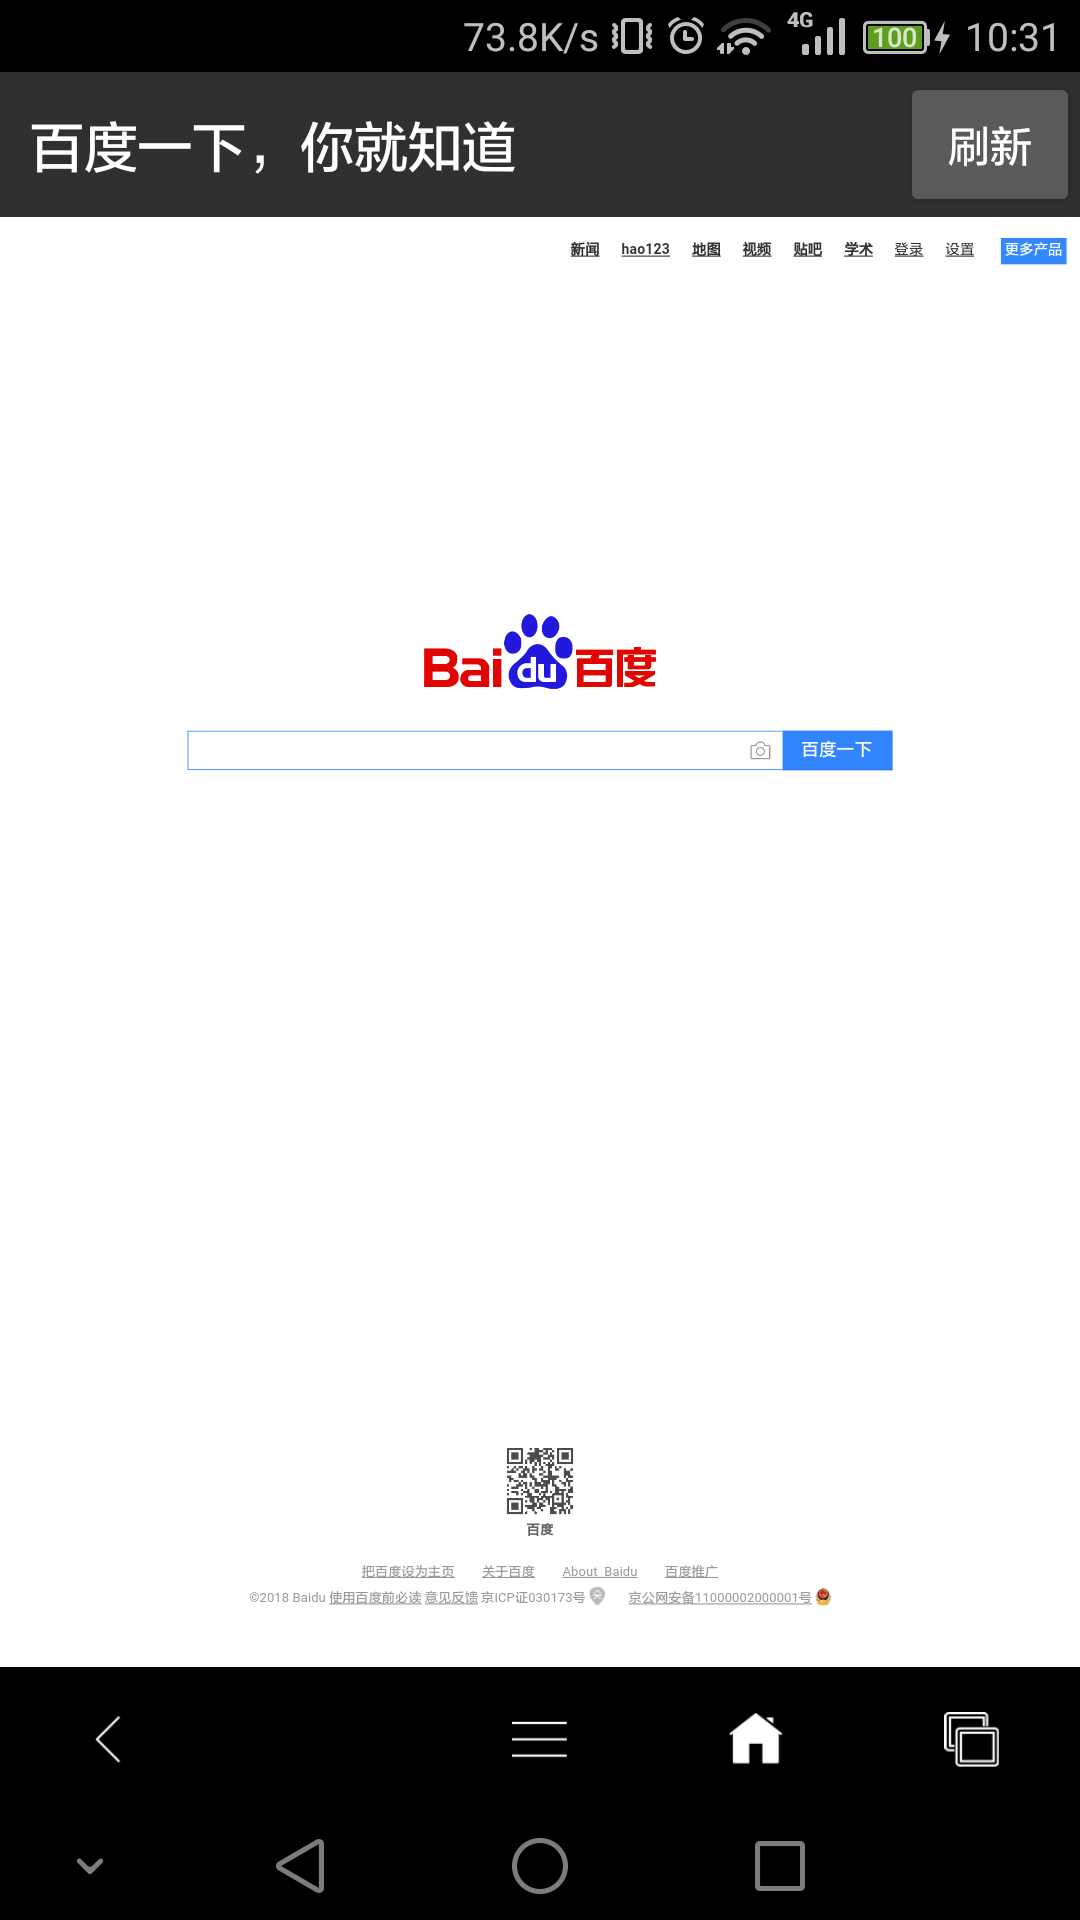 73.8K/s 4G 100 10:31
百度一下，你就知道 刷新
新闻 hao123 地图 视频 贴吧 学术 登录 设置 更多产品
Bai du 百度
百度一下
百度
把百度设为主页 关于百度 About Baidu 百度推广
©2018 Baidu 使用百度前必读 意见反馈 京ICP证030173号 京公网安备11000002000001号